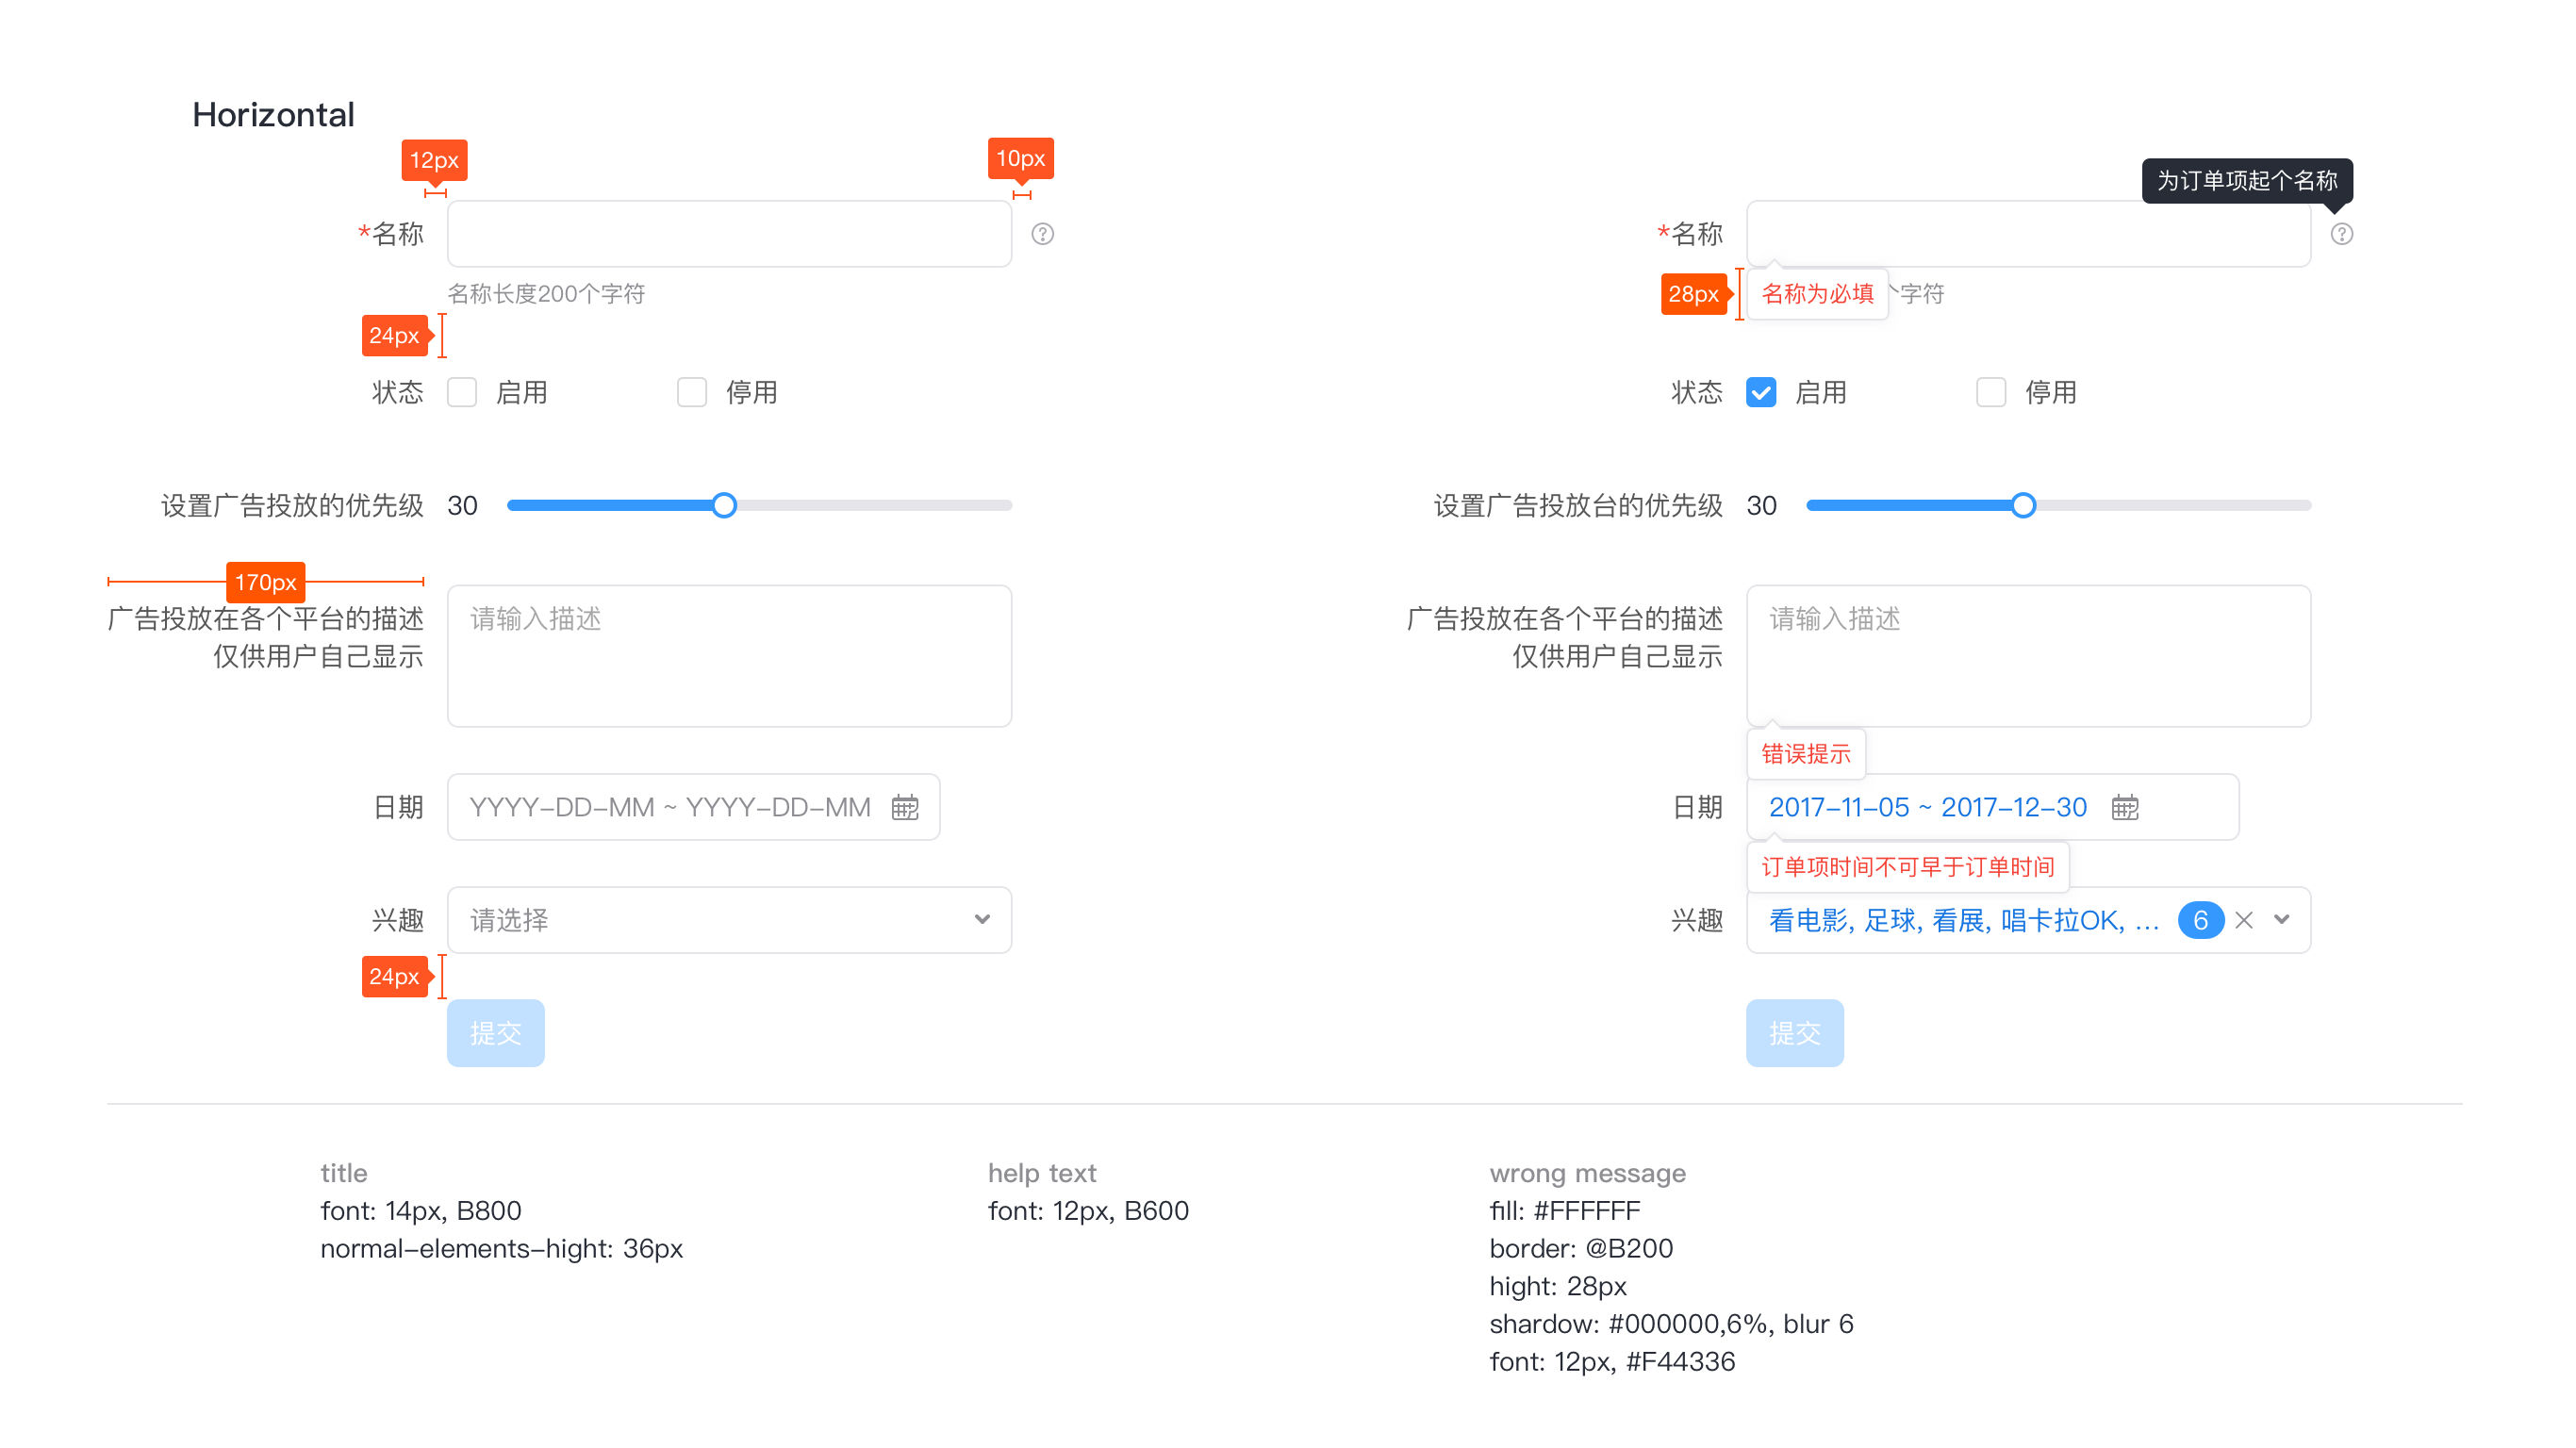 Horizontal
12px
10px
*名称
名称长度200个字符
24px
状态
启用
停用
设置广告投放的优先级
30
170px
广告投放在各个平台的描述
仅供用户自己显示
请输入描述
日期
YYYY-DD-MM ~ YYYY-DD-MM
兴趣
请选择
24px
提交
为订单项起个名称
*名称
28px
名称为必填
个字符
状态
启用
停用
设置广告投放台的优先级
30
广告投放在各个平台的描述
仅供用户自己显示
请输入描述
错误提示
日期
2017-11-05 ~ 2017-12-30
订单项时间不可早于订单时间
兴趣
看电影, 足球, 看展, 唱卡拉OK, ...
6
提交
title
font: 14px, B800
normal-elements-hight: 36px
help text
font: 12px, B600
wrong message
fill: #FFFFFF
border: @B200
hight: 28px
shardow: #000000,6%, blur 6
font: 12px, #F44336